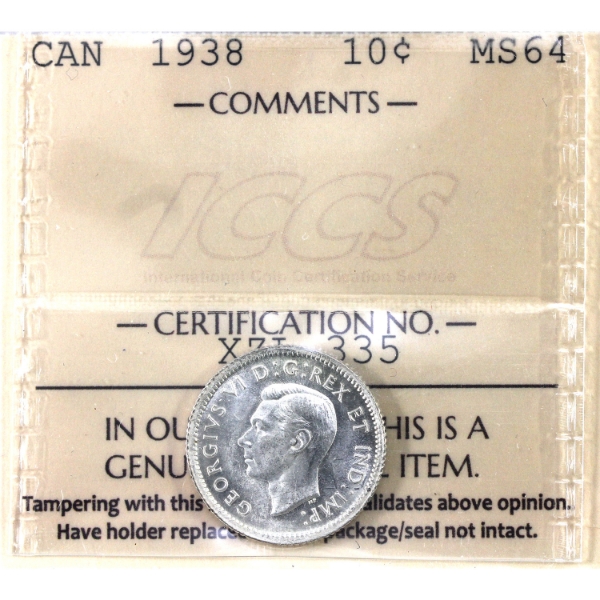 CAN 1938 10¢ MS64
— COMMENTS —
ICCS
International Coin Certification Service
— CERTIFICATION NO. —
335
IN OU HIS IS A
GENU L ITEM.
Tampering with this alidates above opinion.
Have holder replace package/seal not intact.
GEORGIVS VI D:G:REX ET IND:IMP: